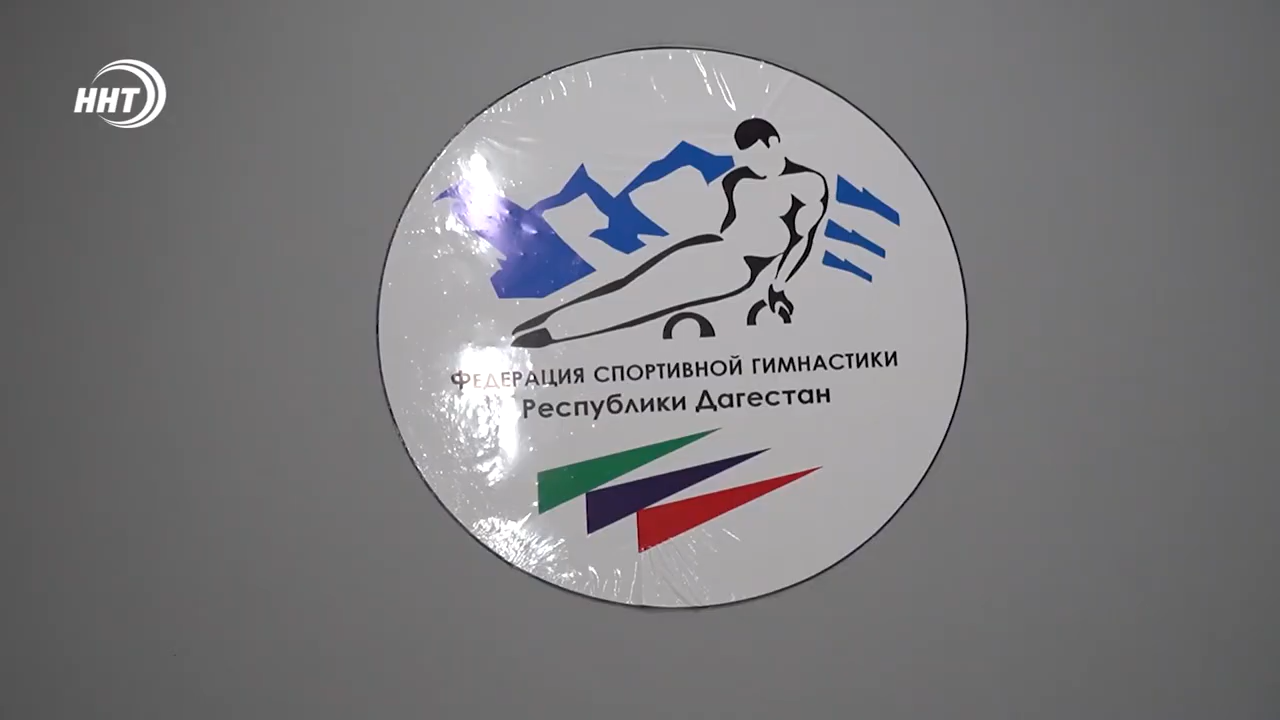 ННТ
ФЕДЕРАЦИЯ СПОРТИВНОЙ ГИМНАСТИКИ
Республики Дагестан